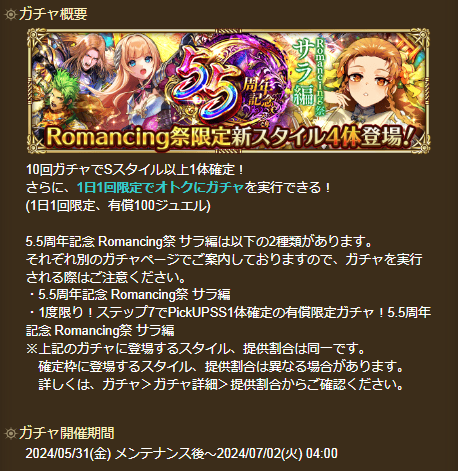 ガチャ概要
5.5
周年
記念
Romancing祭
サラ編
Romancing祭限定新スタイル4体登場!
10回ガチャでSスタイル以上1体確定!
さらに、1日1回限定でオトクにガチャを実行できる!
(1日1回限定、有償100ジュエル)
5.5周年記念 Romancing祭 サラ編は以下の2種類があります。
それぞれ別のガチャページでご案内しておりますので、ガチャを実行
される際はご注意ください。
・5.5周年記念 Romancing祭 サラ編
・1度限り!ステップ7でPickUPSS1体確定の有償限定ガチャ!5.5周年
記念 Romancing祭 サラ編
※上記のガチャに登場するスタイル、提供割合は同一です。
確定枠に登場するスタイル、提供割合は異なる場合があります。
詳しくは、ガチャ＞ガチャ詳細＞提供割合からご確認ください。
ガチャ開催期間
2024/05/31(金) メンテナンス後～2024/07/02(火) 04:00